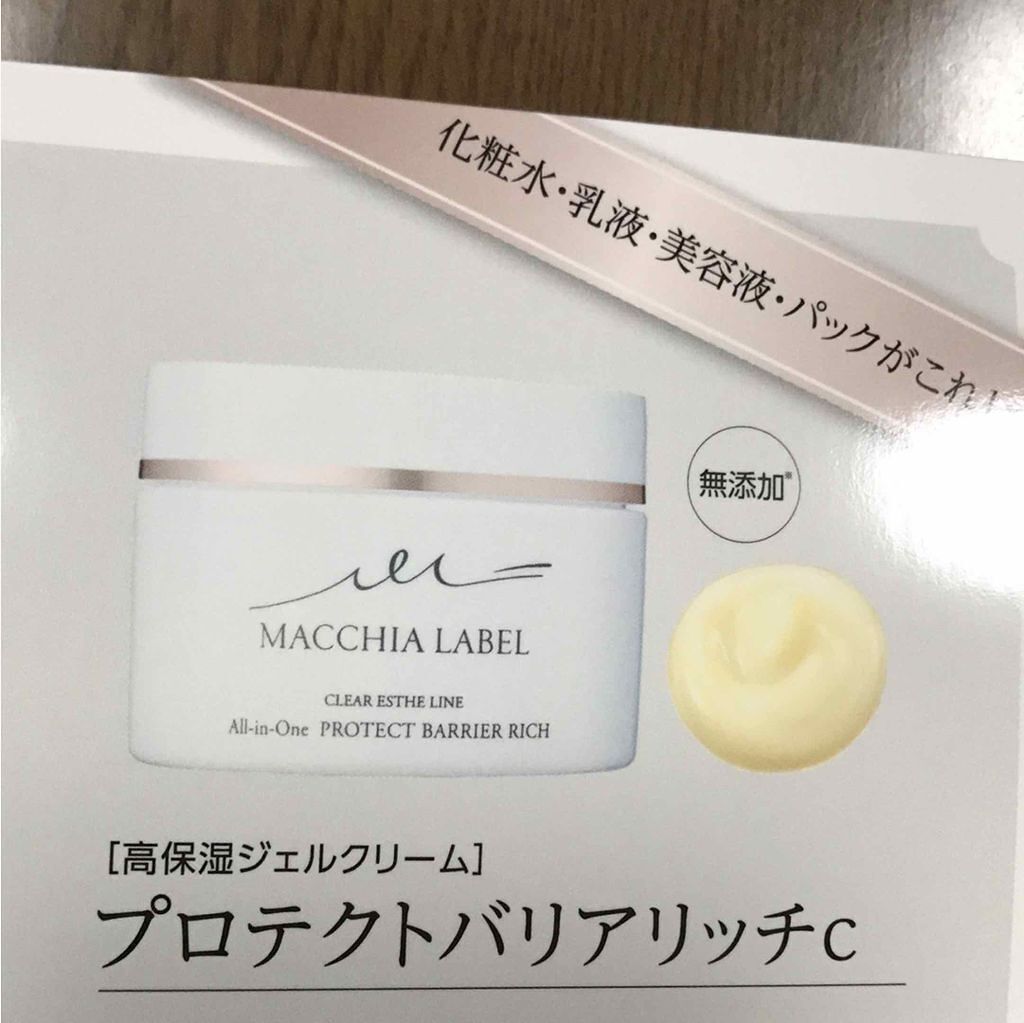 化粧水・乳液・美容液・パックがこれ
無添加※
MACCHIA LABEL
CLEAR ESTHE LINE
All-in-One PROTECT BARRIER RICH
[高保湿ジェルクリーム]
プロテクトバリアリッチc